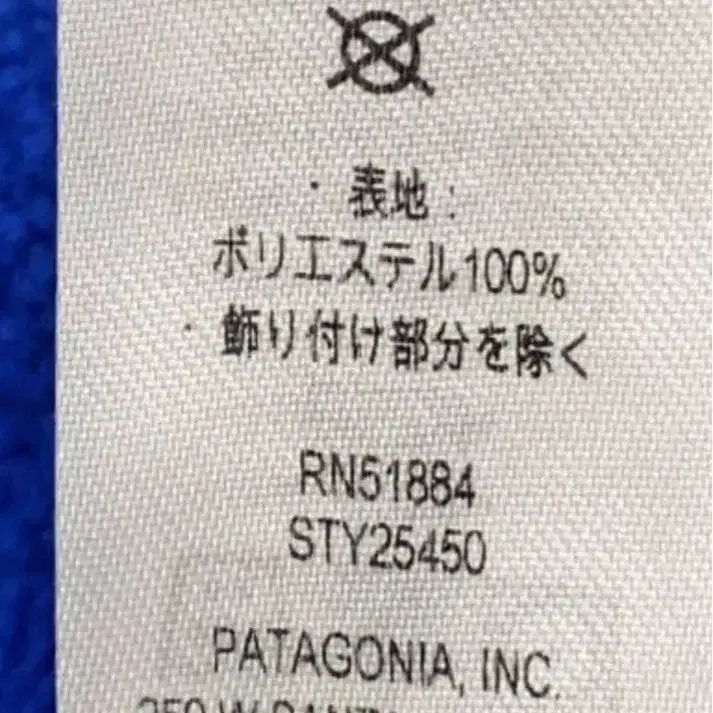 ・表地：
ポリエステル100%
・飾り付け部分を除く
RN51884
STY25450
PATAGONIA, INC.